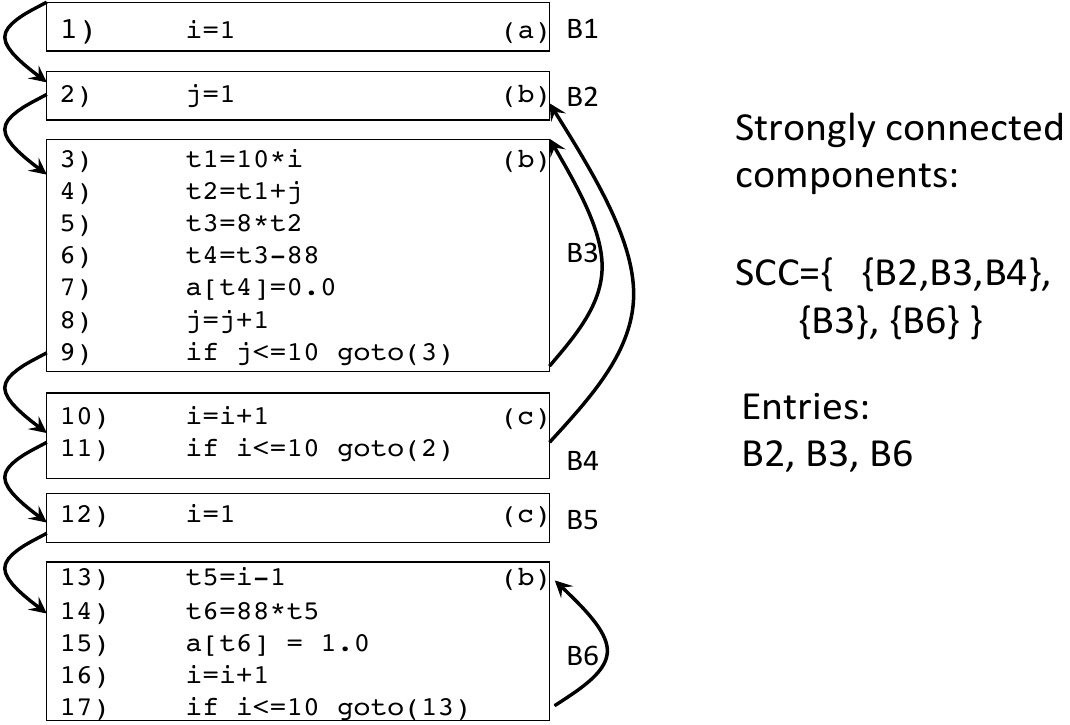 1) i=1 (a) B1
2) j=1 (b) B2
3) t1=10*i (b)
4) t2=t1+j
5) t3=8*t2
6) t4=t3-88
7) a[t4]=0.0
8) j=j+1
9) if j<=10 goto(3)
B3
10) i=i+1 (c)
11) if i<=10 goto(2)
B4
12) i=1 (c) B5
13) t5=i-1 (b)
14) t6=88*t5
15) a[t6] = 1.0
16) i=i+1
17) if i<=10 goto(13)
B6
Strongly connected
components:
SCC={ {B2,B3,B4},
{B3}, {B6} }
Entries:
B2, B3, B6